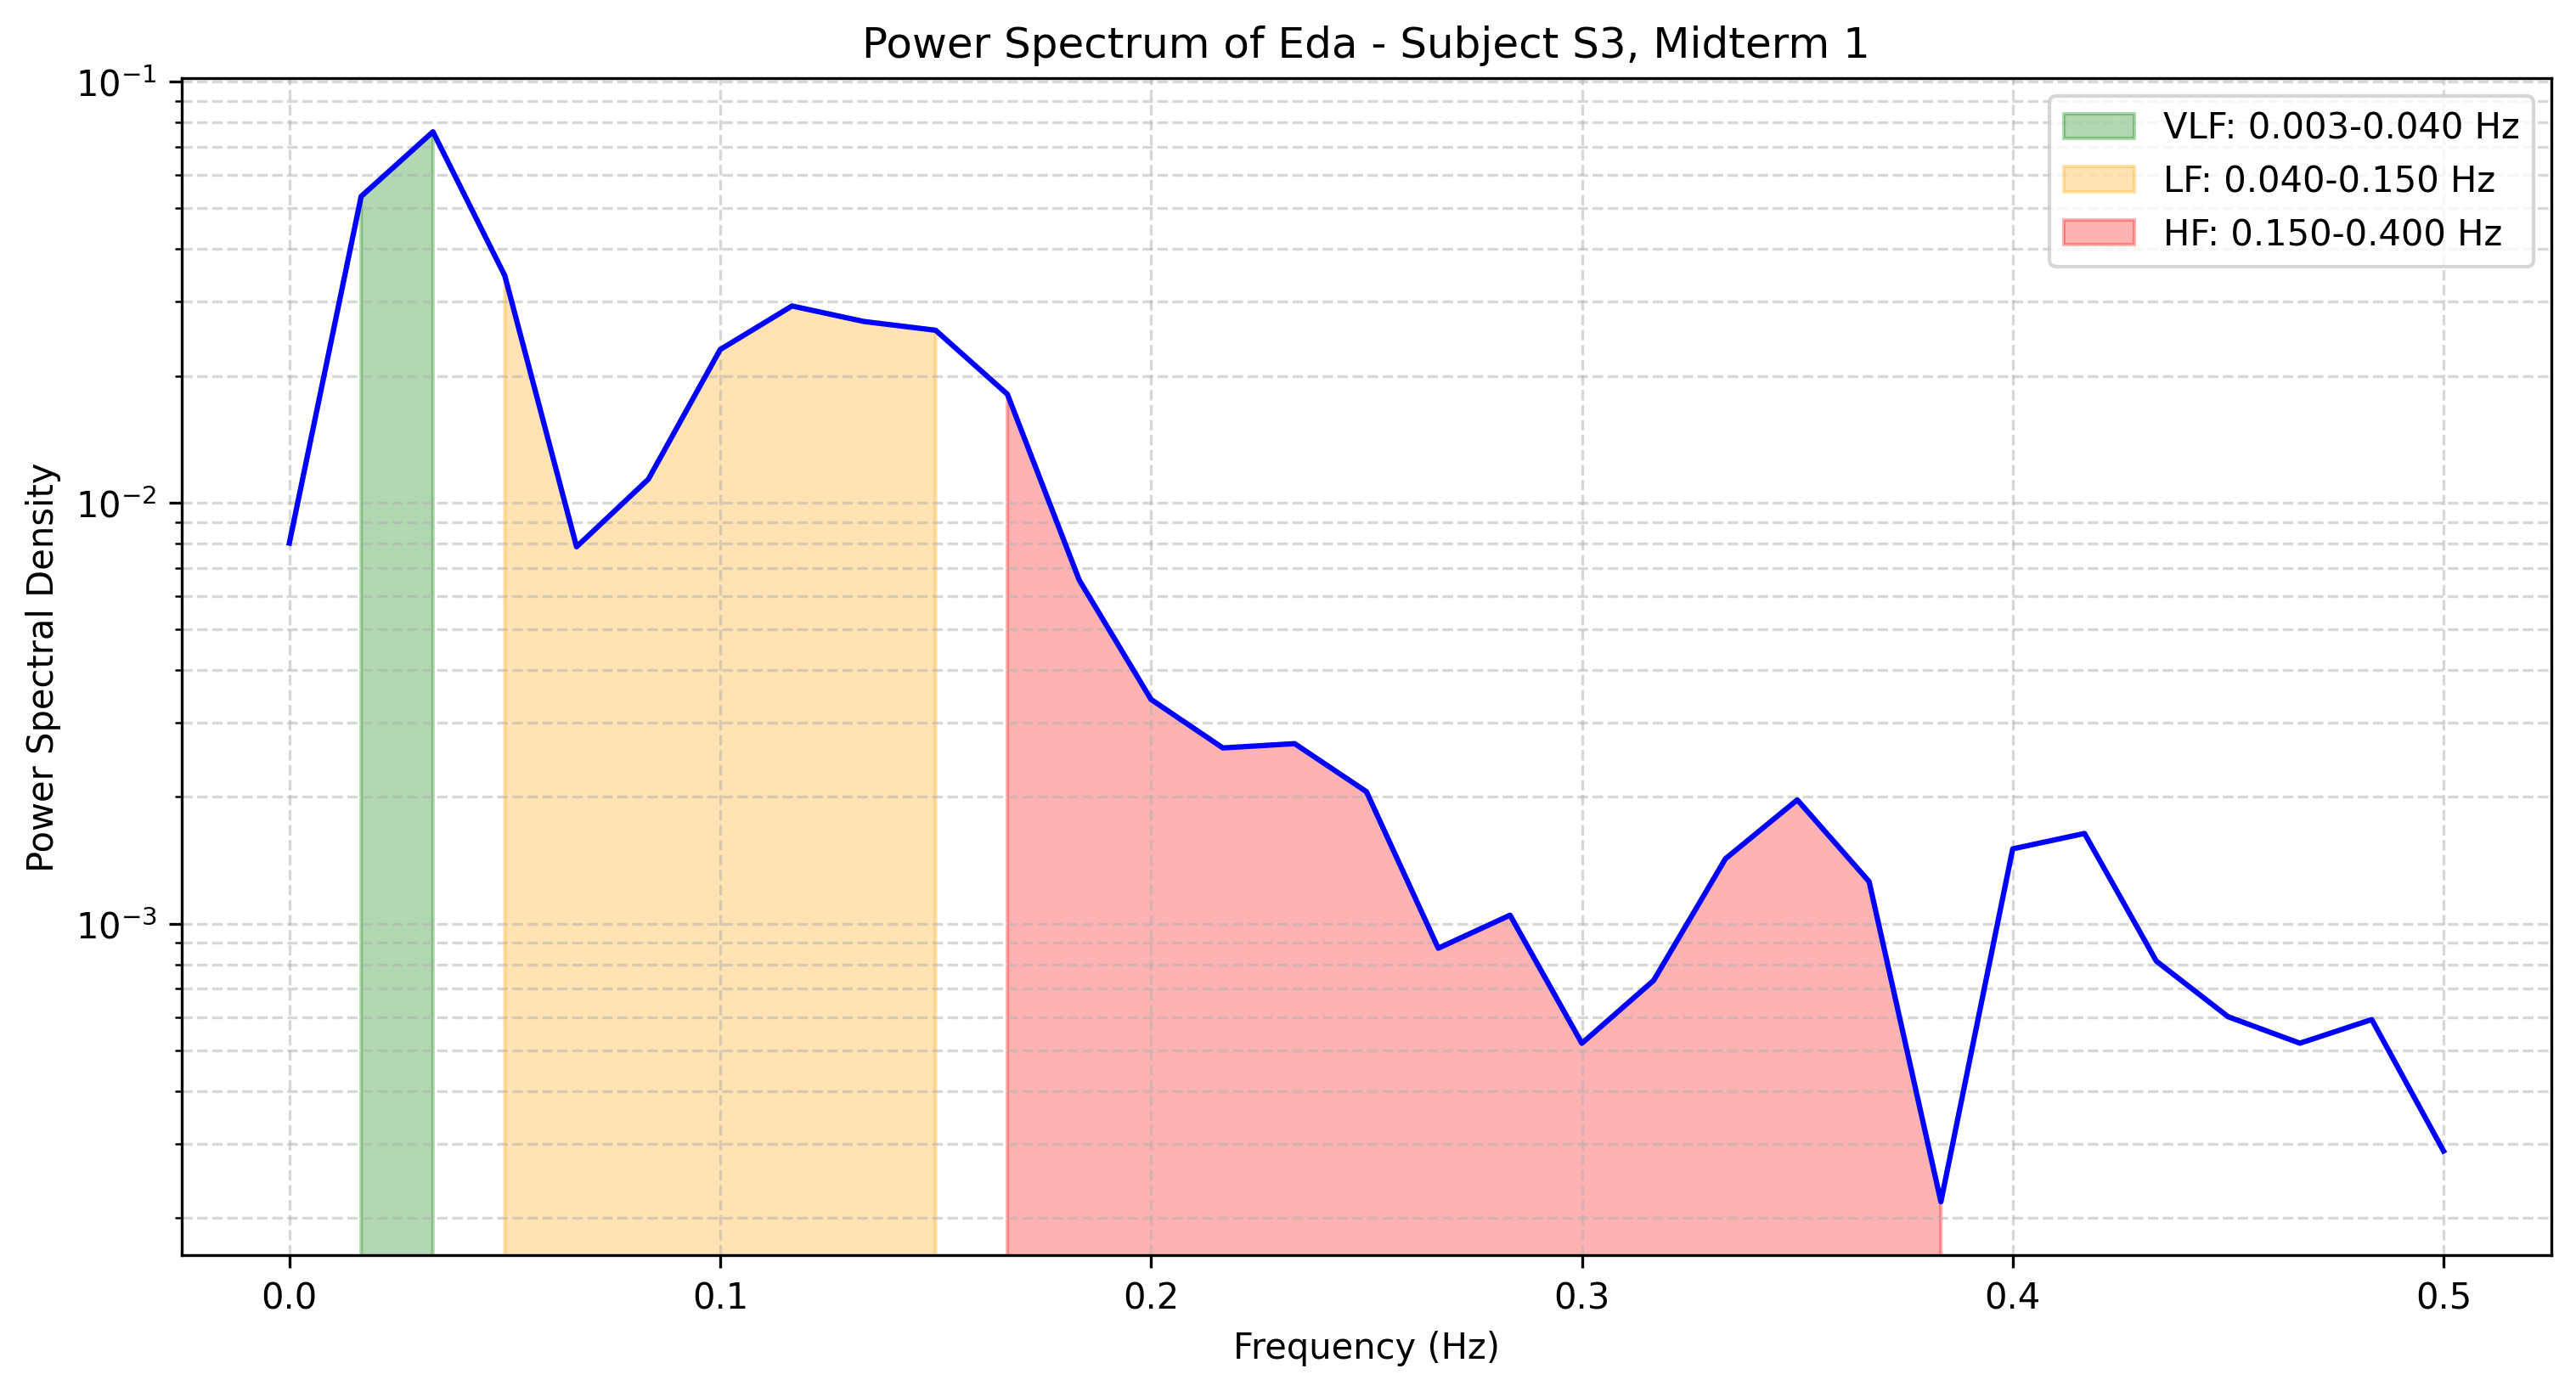 Power Spectrum of Eda - Subject S3, Midterm 1
10⁻¹
10⁻²
10⁻³
Power Spectral Density
VLF: 0.003-0.040 Hz
LF: 0.040-0.150 Hz
HF: 0.150-0.400 Hz
0.0 0.1 0.2 0.3 0.4 0.5
Frequency (Hz)